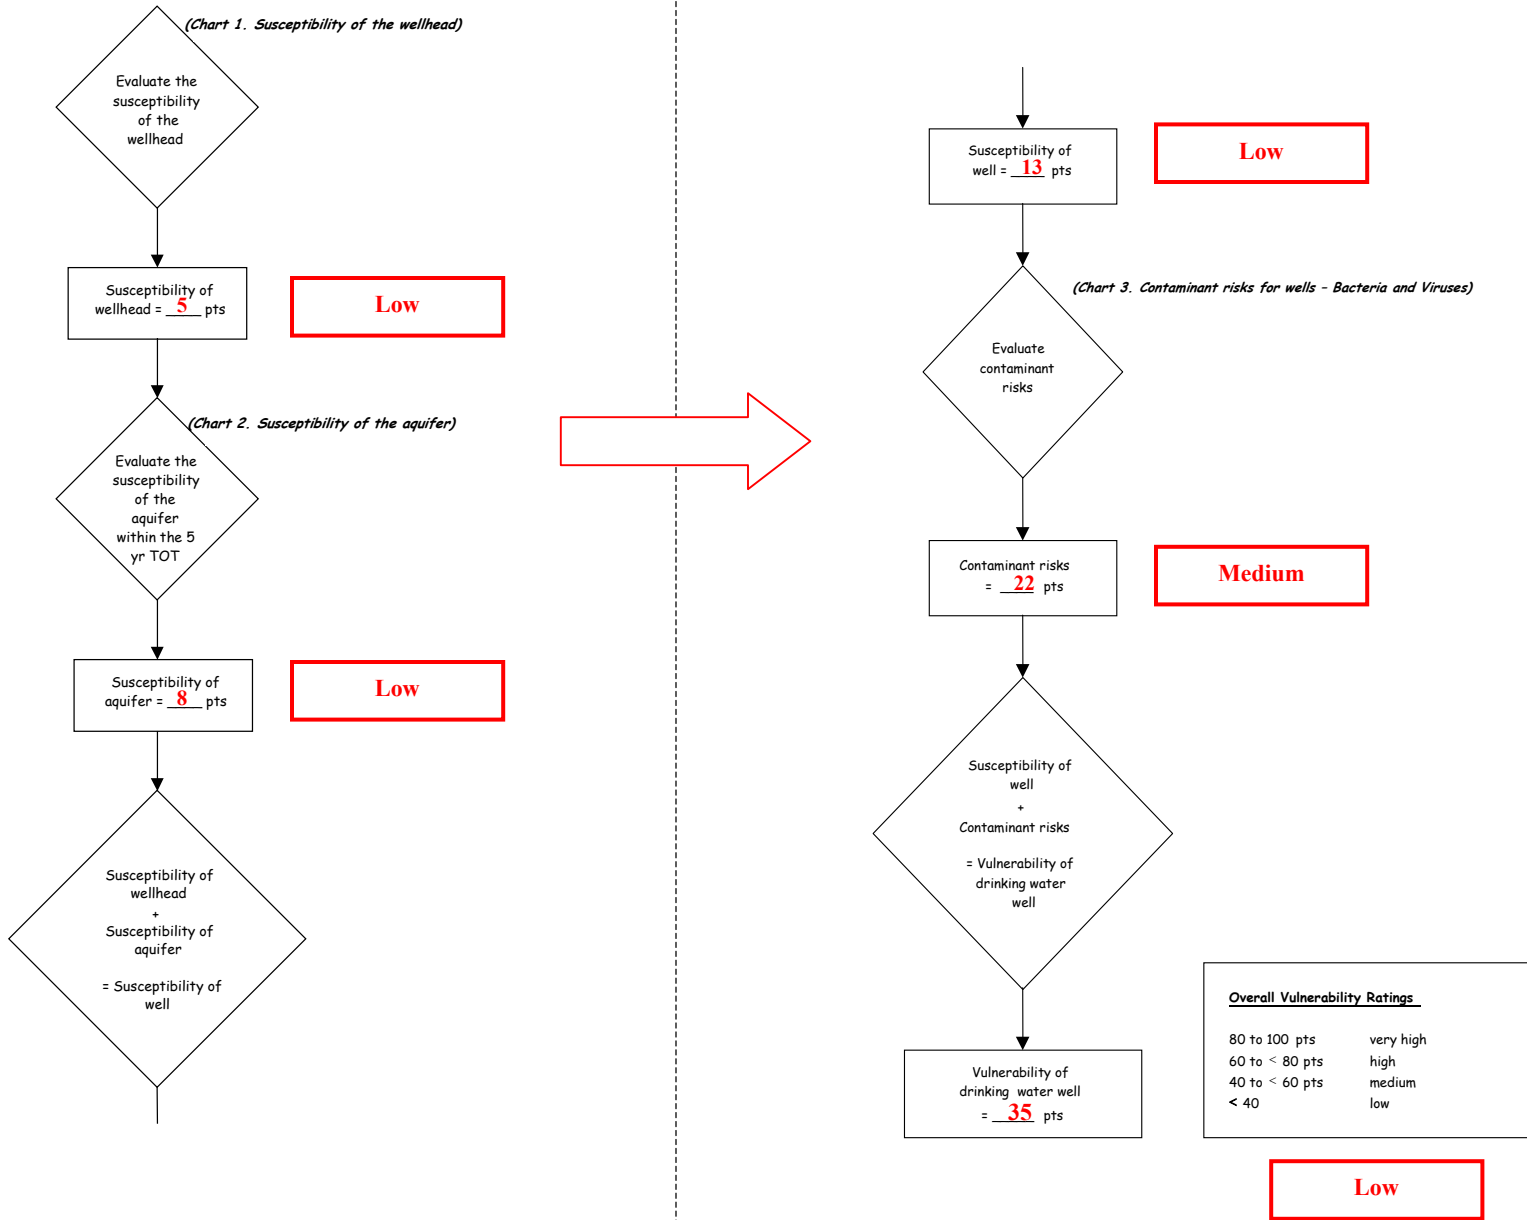 (Chart 1. Susceptibility of the wellhead)
Evaluate the
susceptibility
of the
wellhead
Susceptibility of
wellhead = 5 pts
Low
(Chart 2. Susceptibility of the aquifer)
Evaluate the
susceptibility
of the
aquifer
within the 5
yr TOT
Susceptibility of
aquifer = 8 pts
Low
Susceptibility of
wellhead
+
Susceptibility of
aquifer
= Susceptibility of
well
Susceptibility of
well = 13 pts
Low
(Chart 3. Contaminant risks for wells – Bacteria and Viruses)
Evaluate
contaminant
risks
Contaminant risks
= 22 pts
Medium
Susceptibility of
well
+
Contaminant risks
= Vulnerability of
drinking water
well
Vulnerability of
drinking water well
= 35 pts
Overall Vulnerability Ratings
80 to 100 pts very high
60 to < 80 pts high
40 to < 60 pts medium
< 40 low
Low